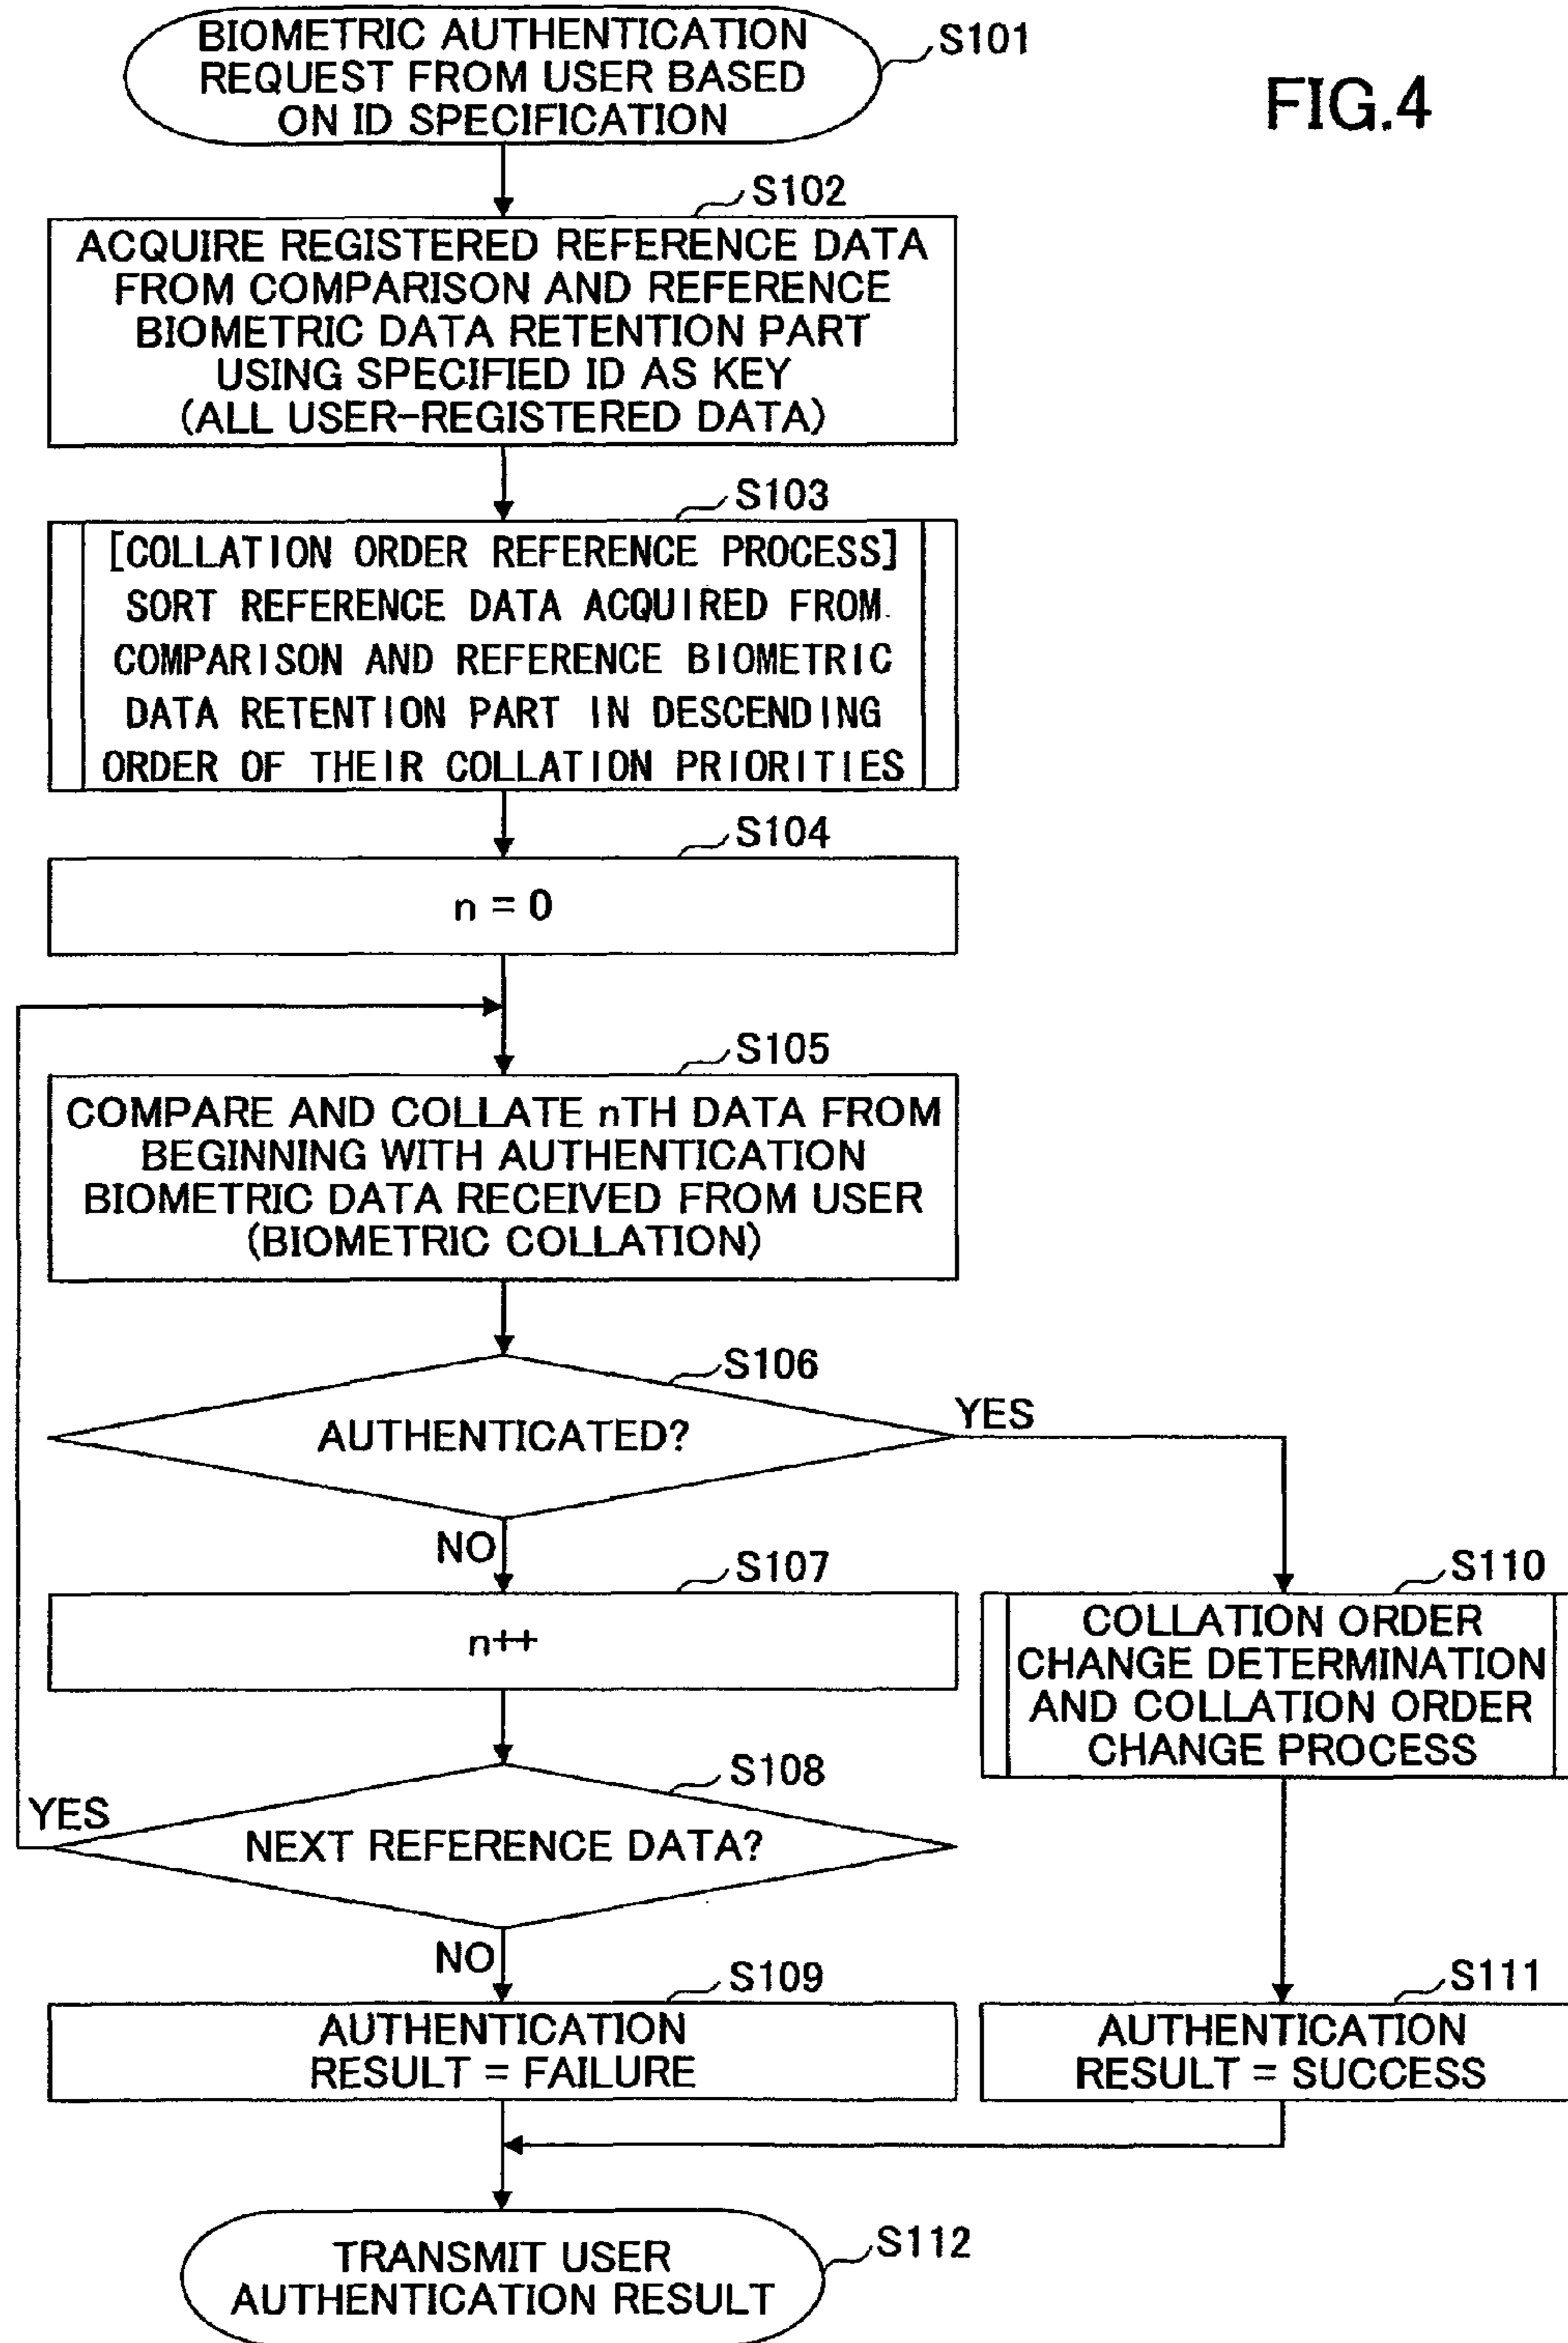 FIG.4
BIOMETRIC AUTHENTICATION
REQUEST FROM USER BASED
ON ID SPECIFICATION
S101
S102
ACQUIRE REGISTERED REFERENCE DATA
FROM COMPARISON AND REFERENCE
BIOMETRIC DATA RETENTION PART
USING SPECIFIED ID AS KEY
(ALL USER-REGISTERED DATA)
S103
[COLLATION ORDER REFERENCE PROCESS]
SORT REFERENCE DATA ACQUIRED FROM
COMPARISON AND REFERENCE BIOMETRIC
DATA RETENTION PART IN DESCENDING
ORDER OF THEIR COLLATION PRIORITIES
S104
n = 0
S105
COMPARE AND COLLATE nTH DATA FROM
BEGINNING WITH AUTHENTICATION
BIOMETRIC DATA RECEIVED FROM USER
(BIOMETRIC COLLATION)
S106
AUTHENTICATED?
YES
NO
S107
n++
S110
COLLATION ORDER
CHANGE DETERMINATION
AND COLLATION ORDER
CHANGE PROCESS
S108
YES
NEXT REFERENCE DATA?
NO
S109
AUTHENTICATION
RESULT = FAILURE
S111
AUTHENTICATION
RESULT = SUCCESS
S112
TRANSMIT USER
AUTHENTICATION RESULT